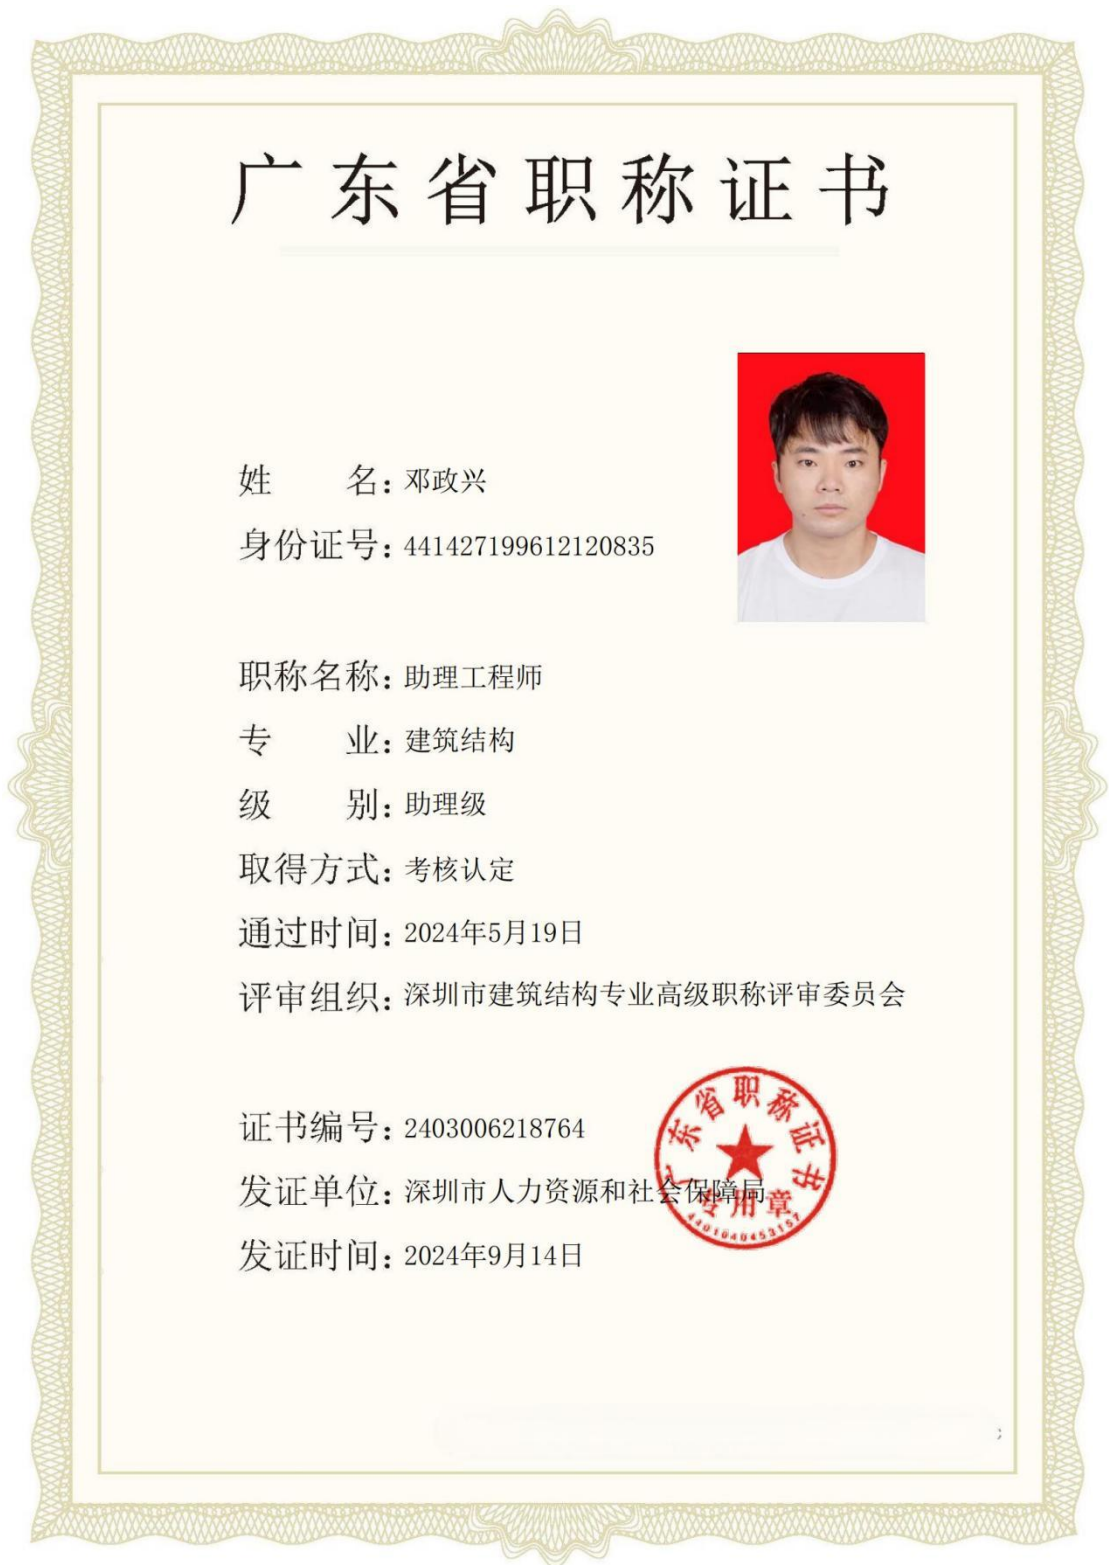 广东省职称证书
姓名：邓政兴
身份证号：441427199612120835
职称名称：助理工程师
专业：建筑结构
级别：助理级
取得方式：考核认定
通过时间：2024年5月19日
评审组织：深圳市建筑结构专业高级职称评审委员会
证书编号：2403006218764
发证单位：深圳市人力资源和社会保障局
发证时间：2024年9月14日
广东省职称证书
专用章
4401040453157